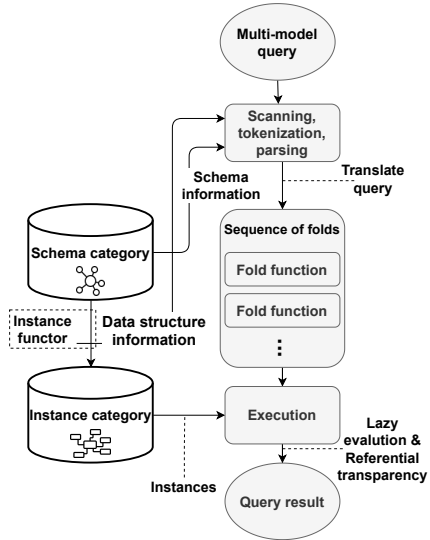 Multi-model
query
Scanning,
tokenization,
parsing
Schema
information
Translate
query
Sequence of folds
Schema category
Fold function
Fold function
Instance
functor
Data structure
information
Instance category
Execution
Lazy
evalution &
Referential
transparency
Instances
Query result